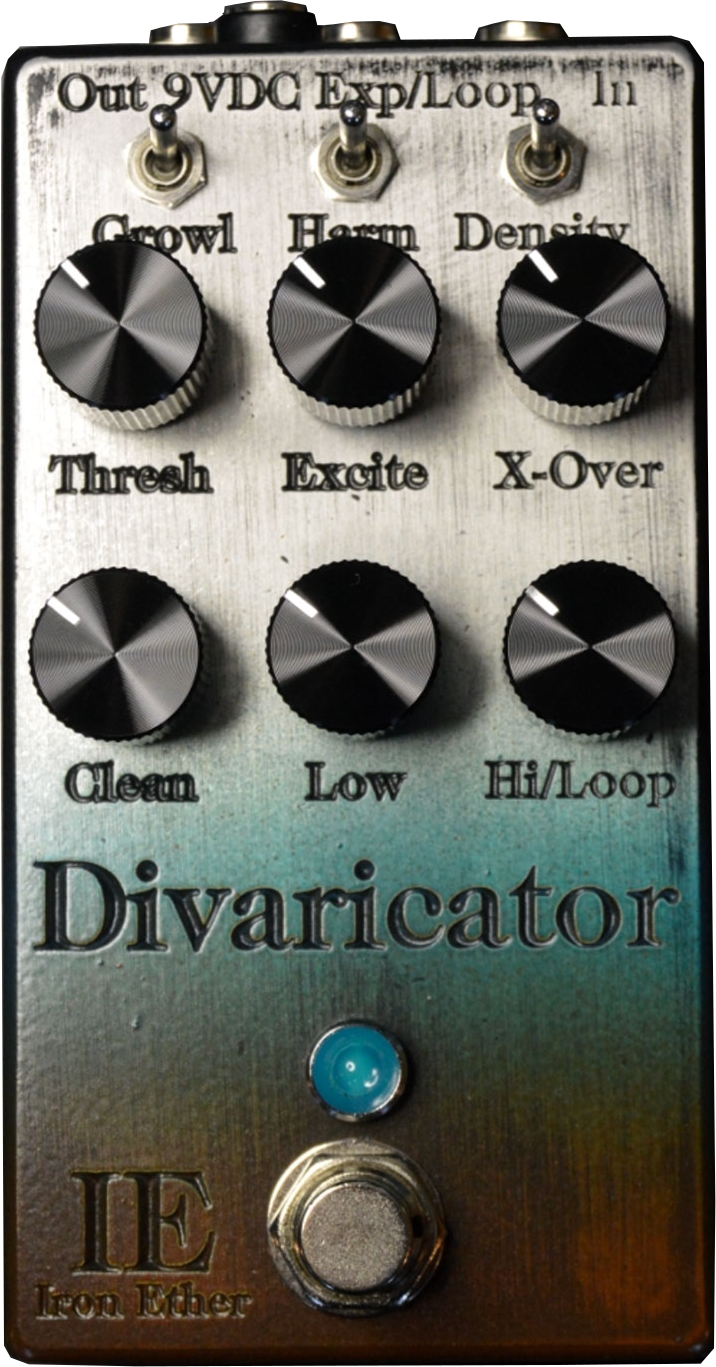 Out 9VDC Exp/Loop In
Growl Harm Density
Thresh Excite X-Over
Clean Low Hi/Loop
Divaricator
IE
Iron Ether